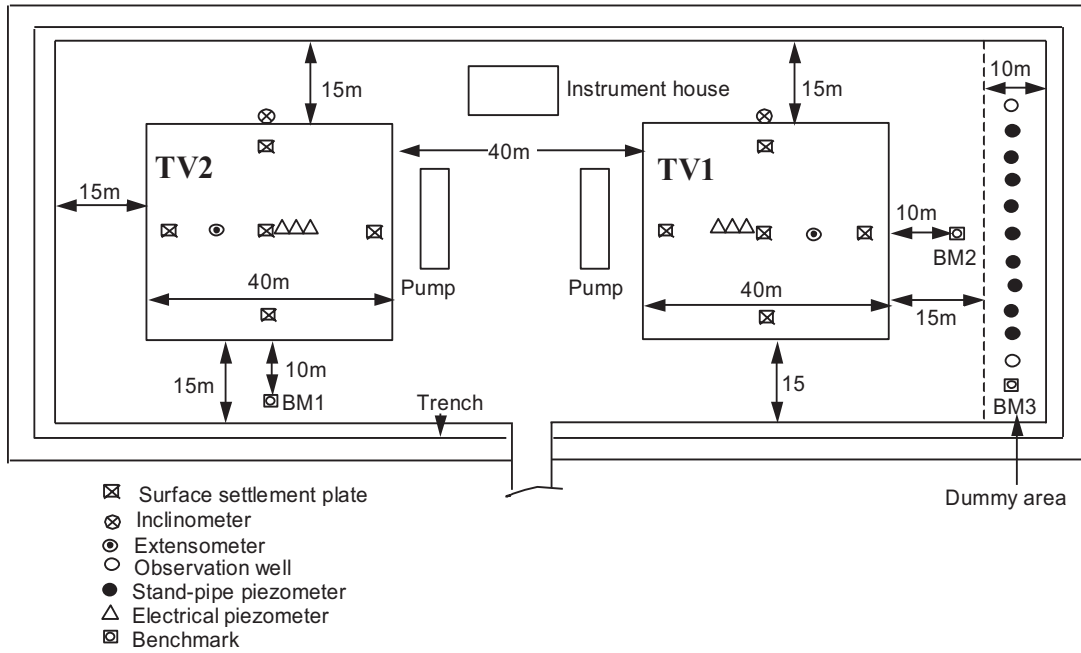 15m
Instrument house
15m
10m
TV2
40m
TV1
15m
10m
BM2
Pump
Pump
40m
40m
15m
15m
10m
BM1
15
BM3
Trench
Dummy area
Surface settlement plate
Inclinometer
Extensometer
Observation well
Stand-pipe piezometer
Electrical piezometer
Benchmark